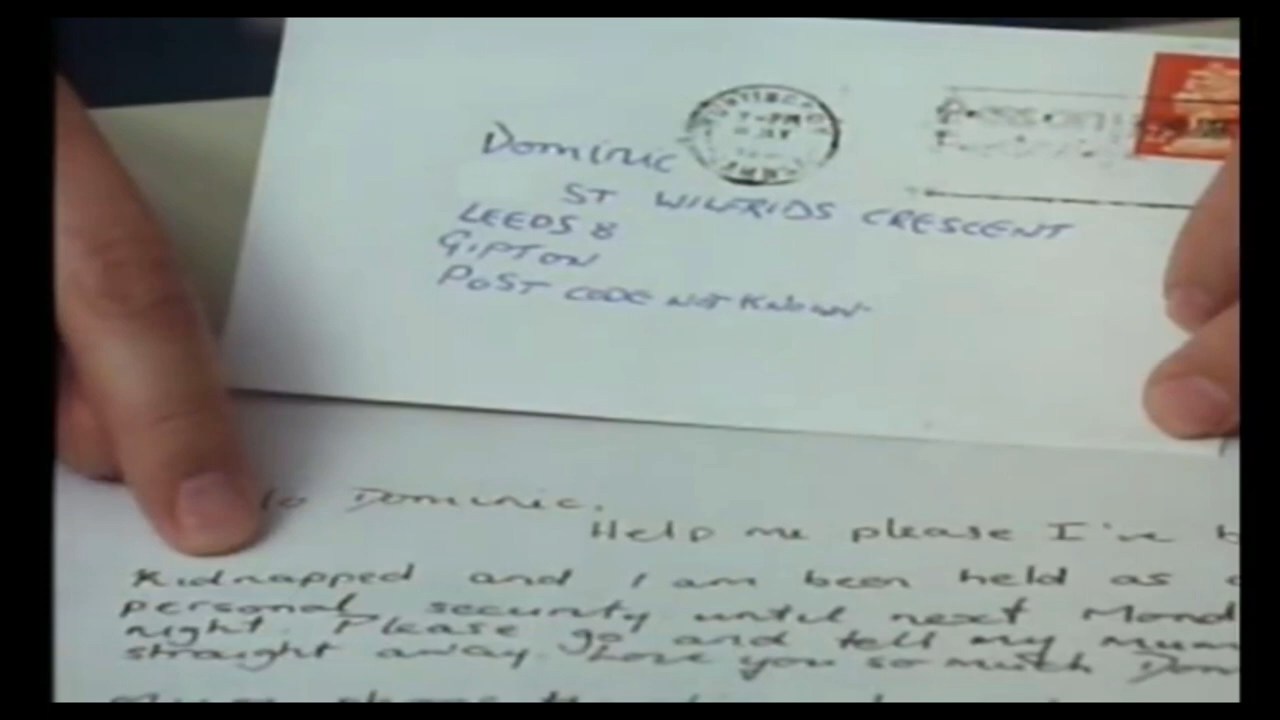 7-PM
Dominic
ST WILFRIDS CRESCENT
LEEDS 8
GIPTON
POST CODE NOT KNOWN
Dominic.
Help me please I've
Kidnapped and I am been held as
personal security until next
night. Please go and tell my mum
straight away. Love you so much